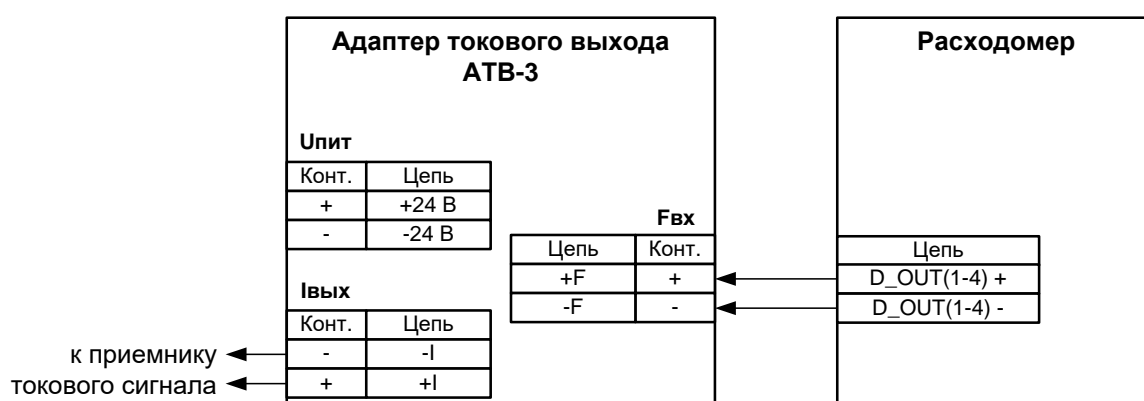 Адаптер токового выхода
АТВ-3
Расходомер
Uпит
Конт. Цепь
+ +24 В
- -24 В
Fвх
Цепь Конт.
+F +
-F -
Цепь
D_OUT(1-4) +
D_OUT(1-4) -
Iвых
Конт. Цепь
- -I
+ +I
к приемнику
токового сигнала